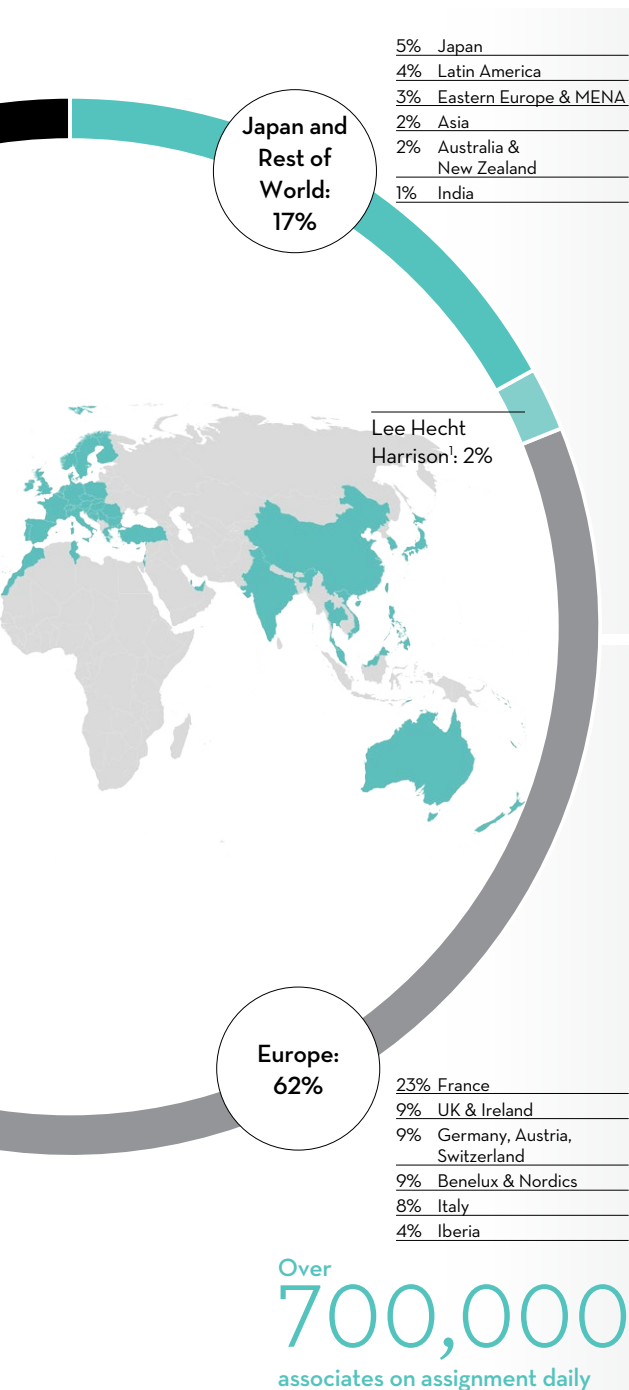 5% Japan
4% Latin America
3% Eastern Europe & MENA
2% Asia
2% Australia &
New Zealand
1% India
Japan and
Rest of
World:
17%
Lee Hecht
Harrison¹: 2%
Europe:
62%
23% France
9% UK & Ireland
9% Germany, Austria,
Switzerland
9% Benelux & Nordics
8% Italy
4% Iberia
Over
700,000
associates on assignment daily